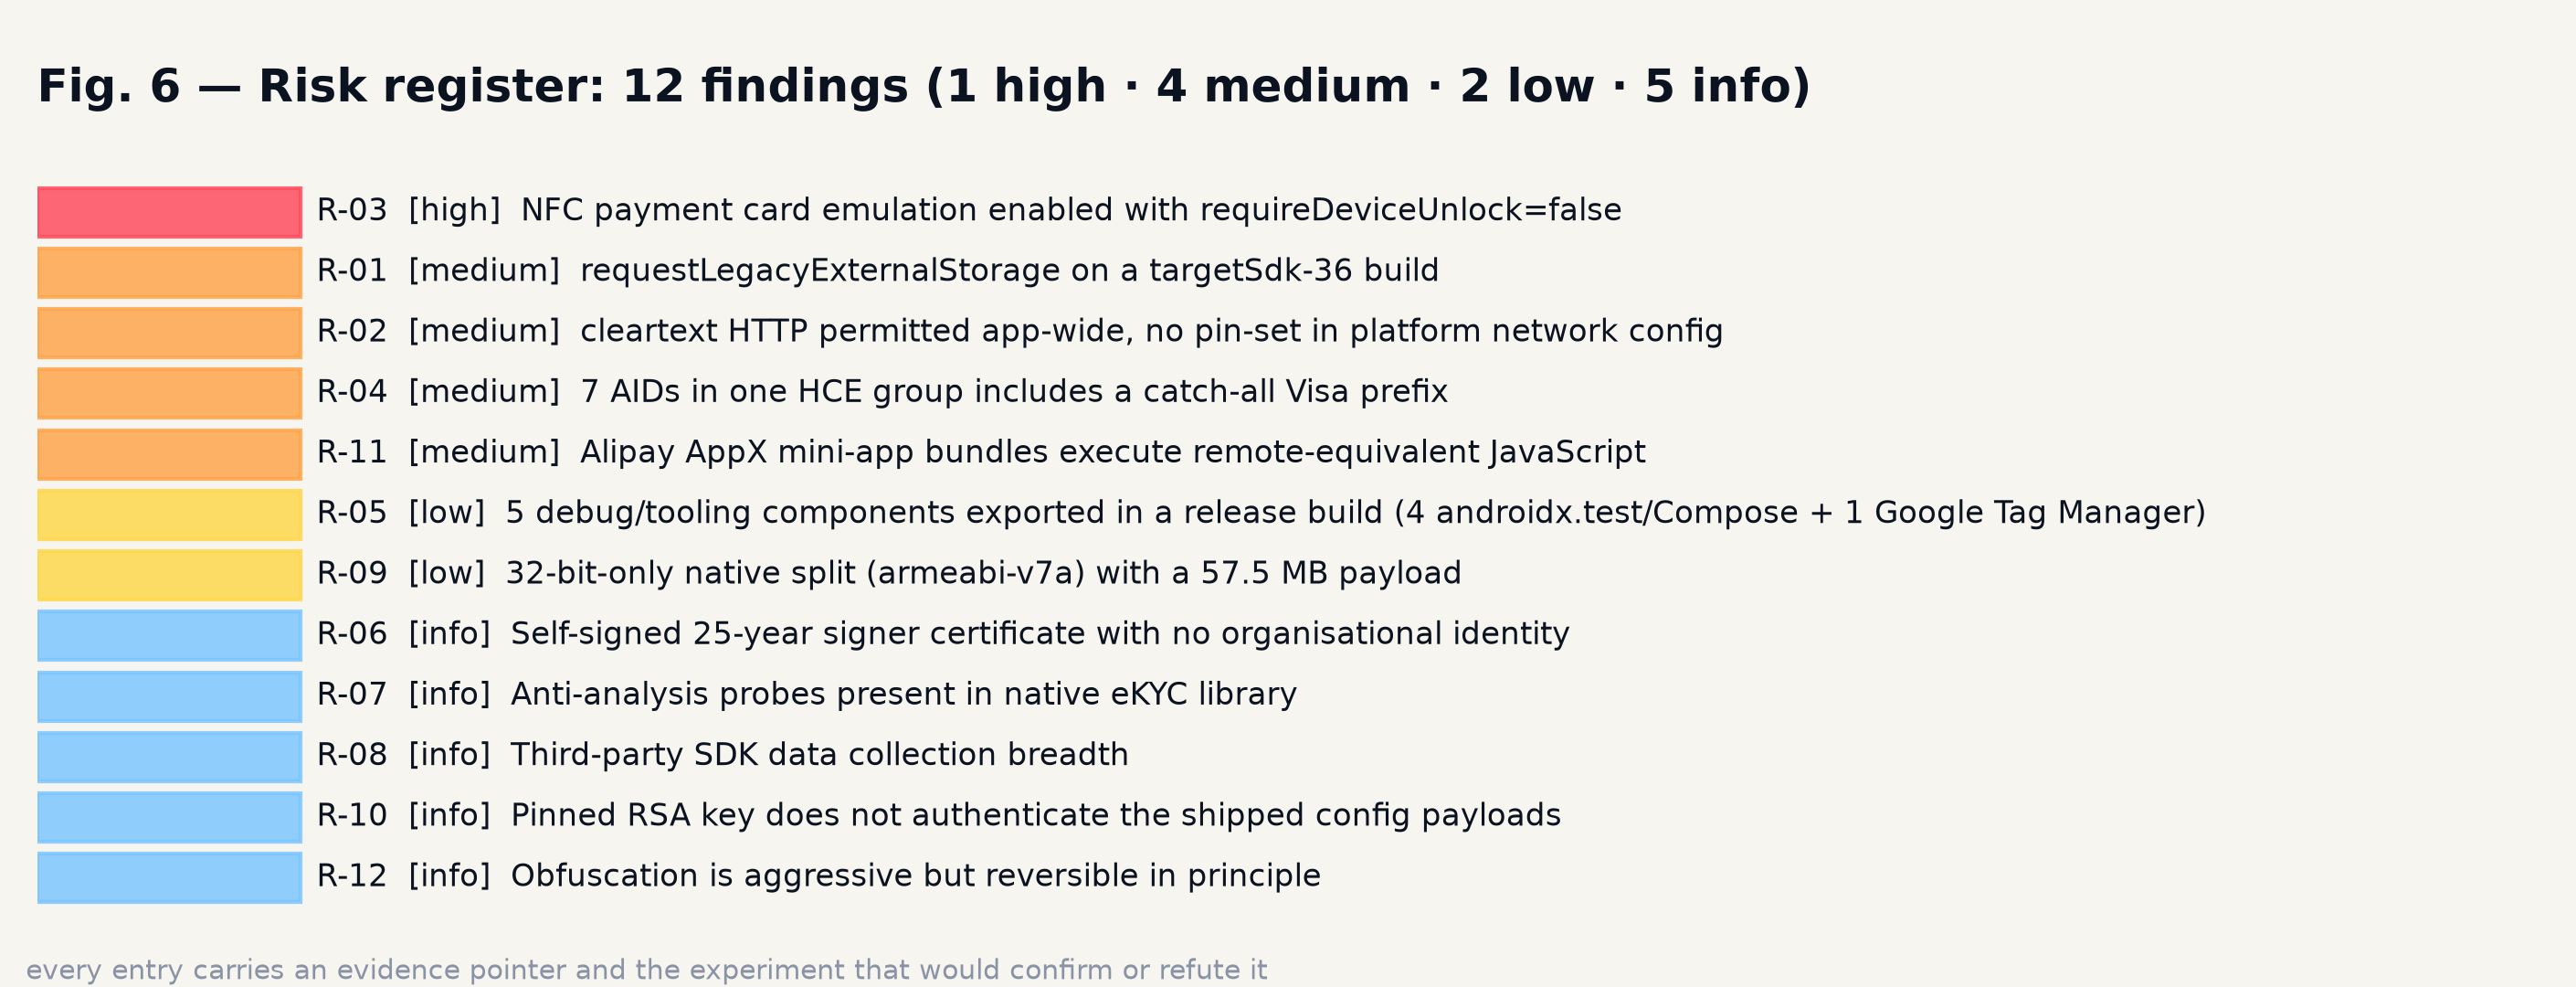 Fig. 6 — Risk register: 12 findings (1 high · 4 medium · 2 low · 5 info)
R-03 [high] NFC payment card emulation enabled with requireDeviceUnlock=false
R-01 [medium] requestLegacyExternalStorage on a targetSdk-36 build
R-02 [medium] cleartext HTTP permitted app-wide, no pin-set in platform network config
R-04 [medium] 7 AIDs in one HCE group includes a catch-all Visa prefix
R-11 [medium] Alipay AppX mini-app bundles execute remote-equivalent JavaScript
R-05 [low] 5 debug/tooling components exported in a release build (4 androidx.test/Compose + 1 Google Tag Manager)
R-09 [low] 32-bit-only native split (armeabi-v7a) with a 57.5 MB payload
R-06 [info] Self-signed 25-year signer certificate with no organisational identity
R-07 [info] Anti-analysis probes present in native eKYC library
R-08 [info] Third-party SDK data collection breadth
R-10 [info] Pinned RSA key does not authenticate the shipped config payloads
R-12 [info] Obfuscation is aggressive but reversible in principle
every entry carries an evidence pointer and the experiment that would confirm or refute it